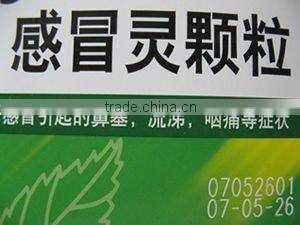 感冒灵颗粒
trade.china.cn
感冒引起的鼻塞，流涕，咽痛等症状
07052601
07-05-26